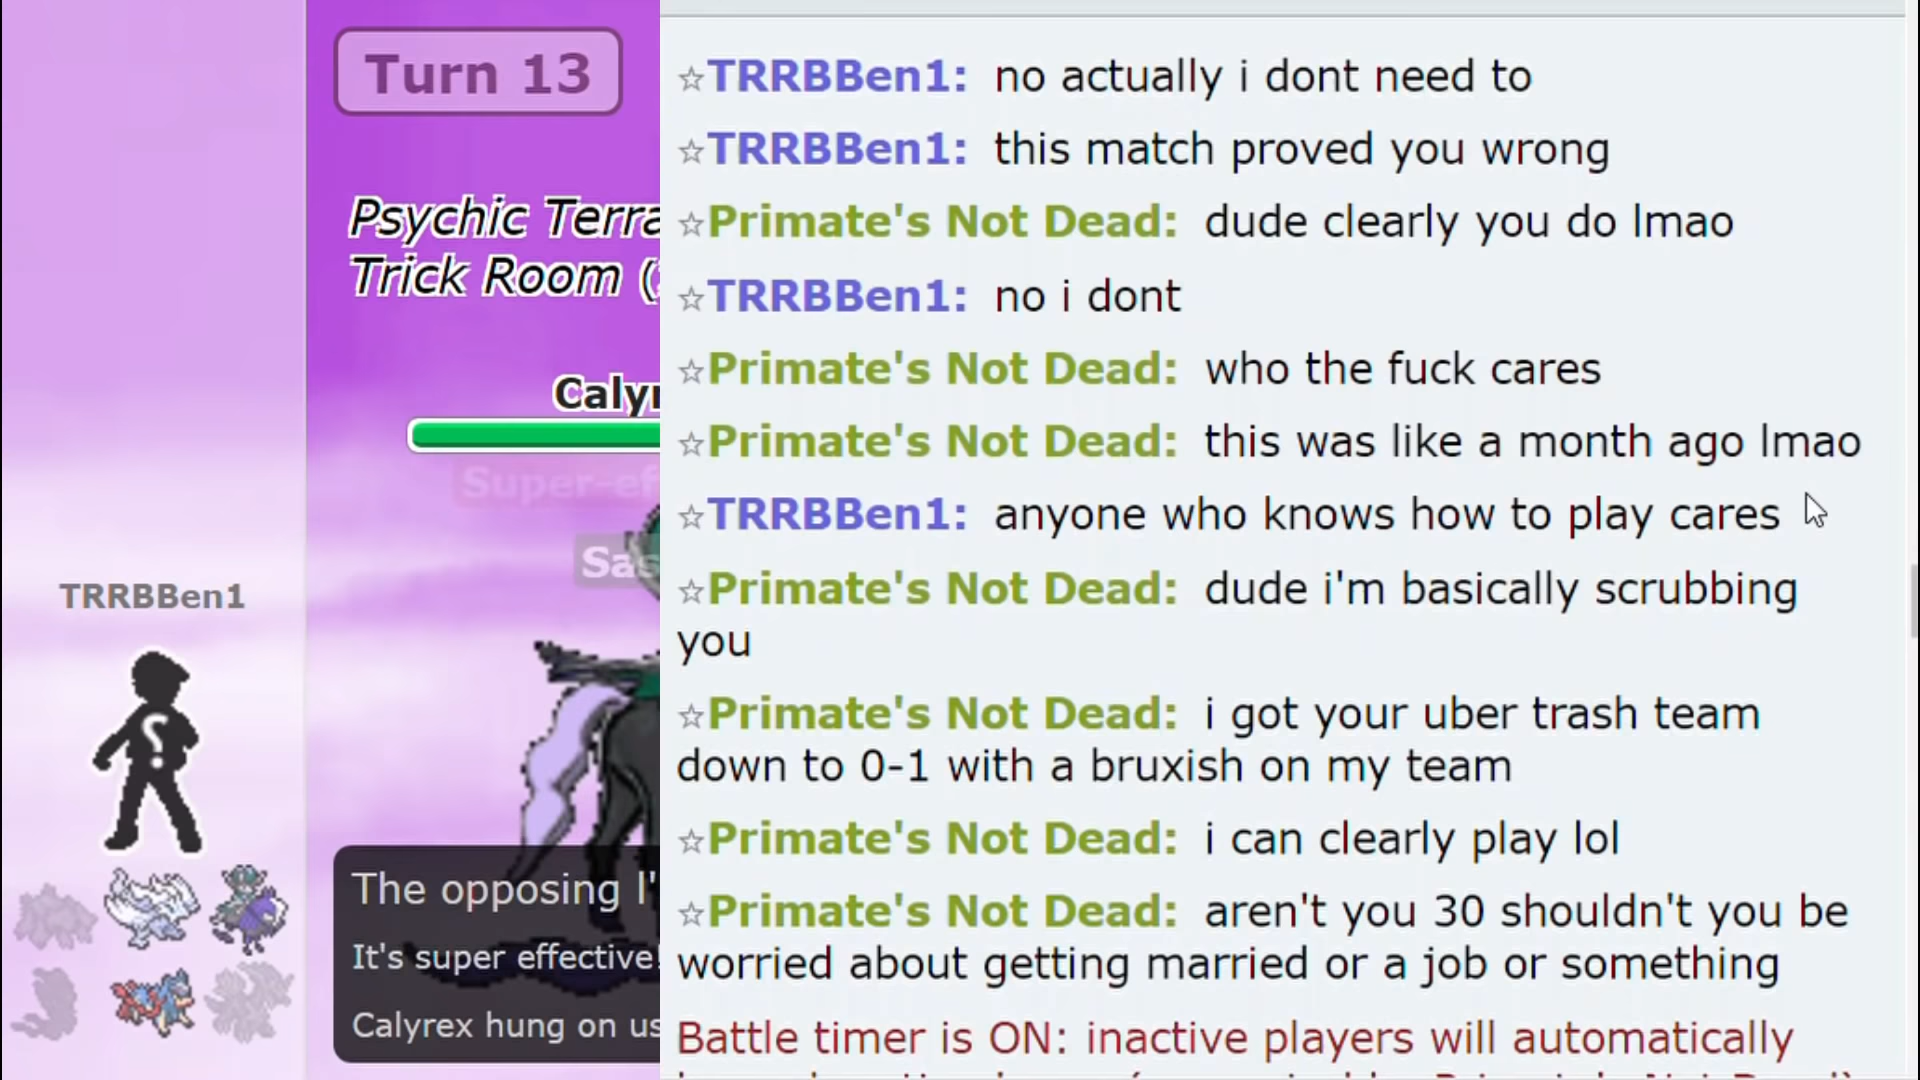 Turn 13
Psychic Terra
Trick Room (
Caly
Super-ef
Sas
TRRBBen1
The opposing l'
It's super effective!
Calyrex hung on us
☆TRRBBen1: no actually i dont need to
☆TRRBBen1: this match proved you wrong
☆Primate's Not Dead: dude clearly you do lmao
☆TRRBBen1: no i dont
☆Primate's Not Dead: who the fuck cares
☆Primate's Not Dead: this was like a month ago lmao
☆TRRBBen1: anyone who knows how to play cares
☆Primate's Not Dead: dude i'm basically scrubbing
you
☆Primate's Not Dead: i got your uber trash team
down to 0-1 with a bruxish on my team
☆Primate's Not Dead: i can clearly play lol
☆Primate's Not Dead: aren't you 30 shouldn't you be
worried about getting married or a job or something
Battle timer is ON: inactive players will automatically